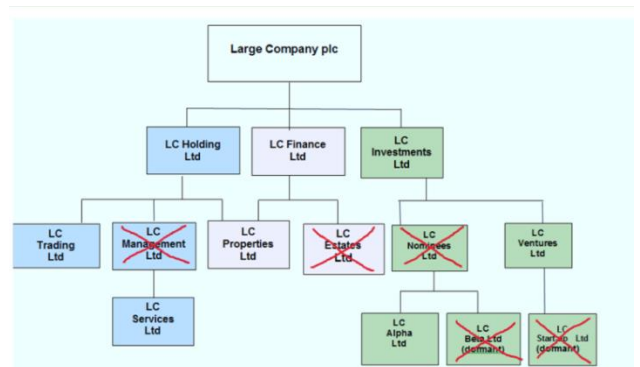 Large Company plc
LC Holding
Ltd
LC Finance
Ltd
LC
Investments
Ltd
LC
Trading
Ltd
LC
Management
Ltd
LC
Properties
Ltd
LC
Estates
Ltd
LC
Nominees
Ltd
LC
Ventures
Ltd
LC
Services
Ltd
LC
Alpha
Ltd
LC
Beta Ltd
(dormant)
LC
Startup Ltd
(dormant)